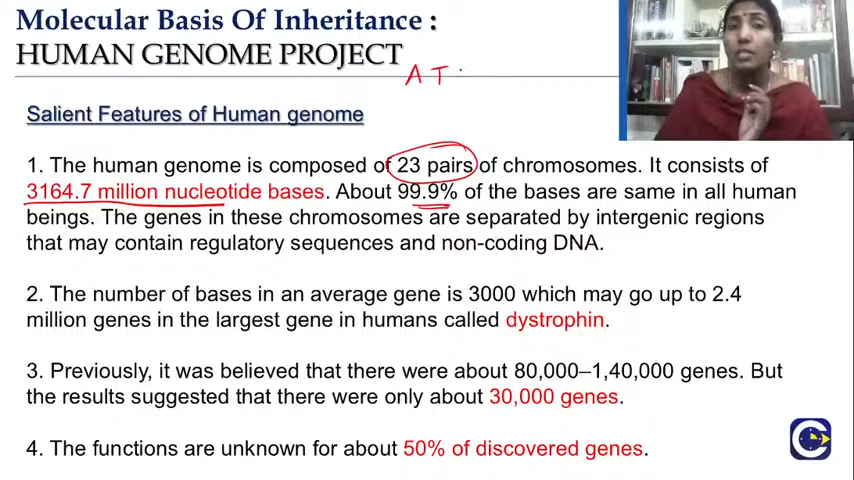 Molecular Basis Of Inheritance :
HUMAN GENOME PROJECT
A T
Salient Features of Human genome
1. The human genome is composed of 23 pairs of chromosomes. It consists of
3164.7 million nucleotide bases. About 99.9% of the bases are same in all human
beings. The genes in these chromosomes are separated by intergenic regions
that may contain regulatory sequences and non-coding DNA.
2. The number of bases in an average gene is 3000 which may go up to 2.4
million genes in the largest gene in humans called dystrophin.
3. Previously, it was believed that there were about 80,000–1,40,000 genes. But
the results suggested that there were only about 30,000 genes.
4. The functions are unknown for about 50% of discovered genes.